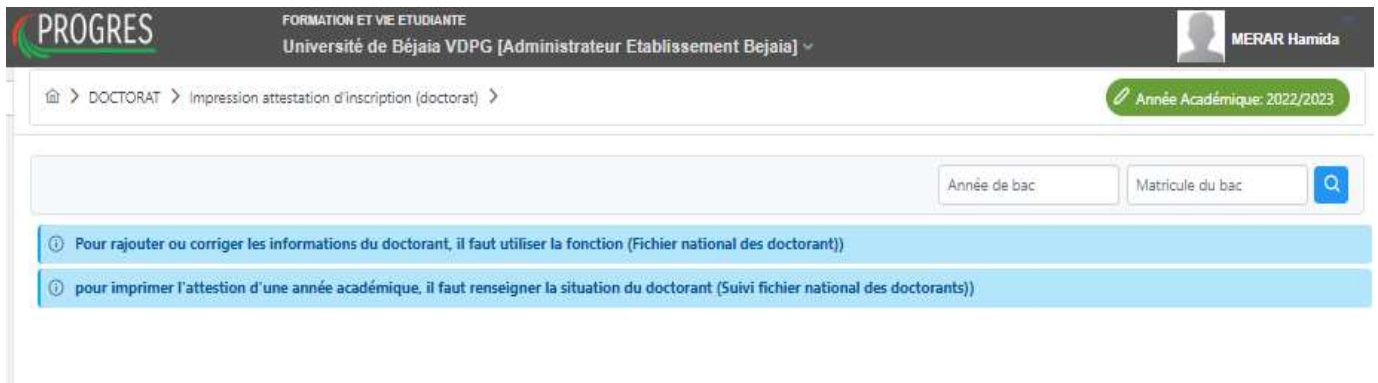 PROGRES
FORMATION ET VIE ETUDIANTE
Université de Béjaia VDPG [Administrateur Etablissement Bejaia]
MERAR Hamida
DOCTORAT > Impression attestation d'inscription (doctorat) >
Année Académique: 2022/2023
Année de bac
Matricule du bac
Pour rajouter ou corriger les informations du doctorant, il faut utiliser la fonction (Fichier national des doctorant))
pour imprimer l'attestion d'une année académique, il faut renseigner la situation du doctorant (Suivi fichier national des doctorants))